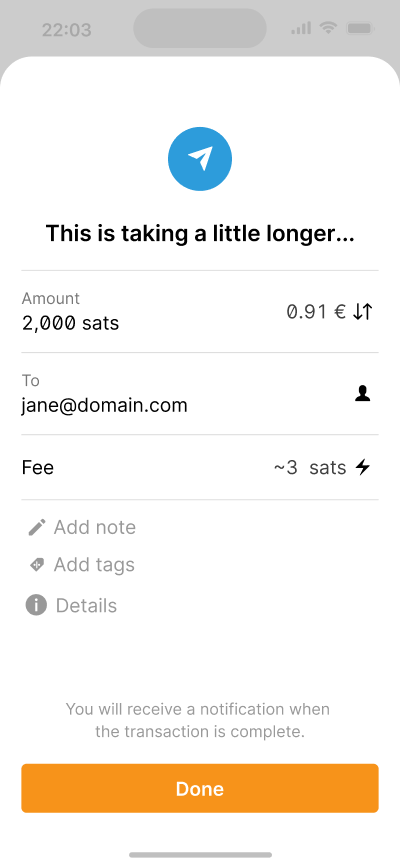 22:03
This is taking a little longer...
Amount
2,000 sats
0.91 €
To
jane@domain.com
Fee
~3 sats
Add note
Add tags
Details
You will receive a notification when
the transaction is complete.
Done